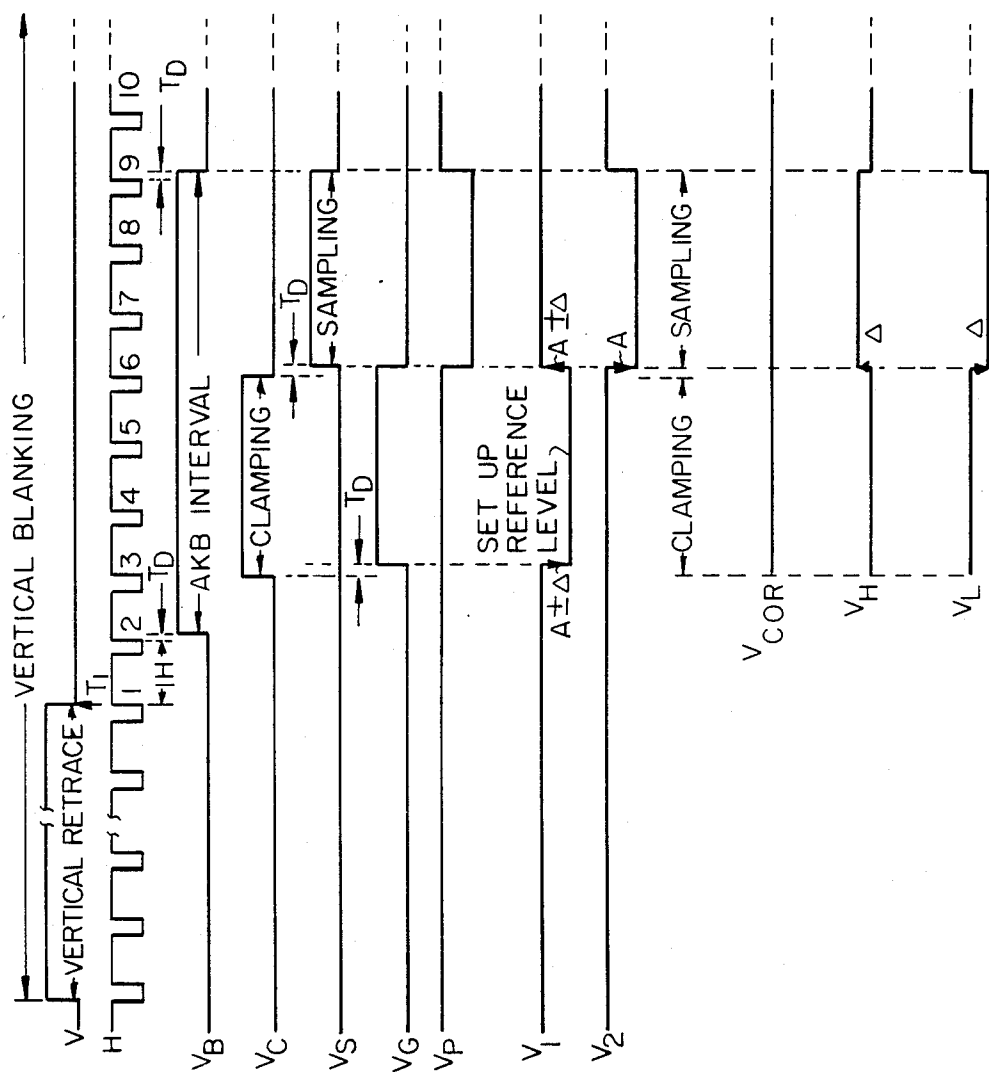 VERTICAL BLANKING
V
VERTICAL RETRACE
T1
H
1 2 3 4 5 6 7 8 9 10
1H
TD
TD
VB
AKB INTERVAL
VC
CLAMPING
TD
VS
SAMPLING
VG
TD
VP
SET UP
REFERENCE
LEVEL
V1
A±Δ
A±Δ
V2
A
CLAMPING
SAMPLING
VCOR
VH
Δ
VL
Δ